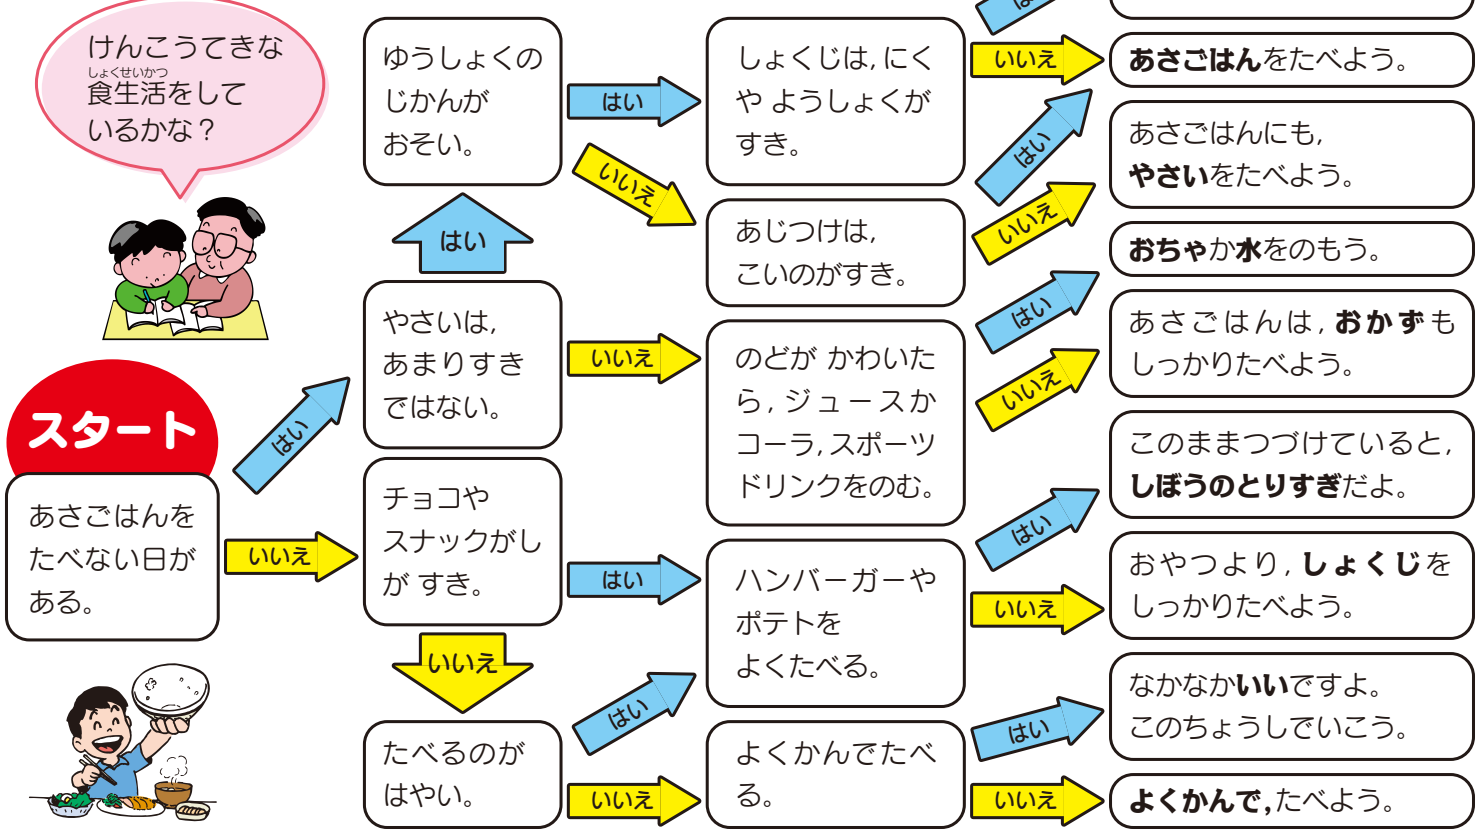 けんこうてきな
しょくせいかつ
食生活をして
いるかな？
スタート
あさごはんを
たべない日が
ある。
はい
いいえ
やさいは,
あまりすき
ではない。
はい
いいえ
ゆうしょくの
じかんが
おそい。
はい
いいえ
チョコや
スナックがし
が すき。
はい
いいえ
たべるのが
はやい。
はい
いいえ
しょくじは, にく
や ようしょくが
すき。
はい
いいえ
あじつけは,
こいのがすき。
はい
いいえ
のどが かわいた
ら, ジュースか
コーラ, スポーツ
ドリンクをのむ。
はい
いいえ
ハンバーガーや
ポテトを
よくたべる。
はい
いいえ
よくかんでたべ
る。
はい
いいえ
あさごはんをたべよう。
あさごはんにも,
やさいをたべよう。
おちゃか水をのもう。
あさごはんは, おかずも
しっかりたべよう。
このままつづけていると,
しぼうのとりすぎだよ。
おやつより, しょくじを
しっかりたべよう。
なかなかいいですよ。
このちょうしでいこう。
よくかんで, たべよう。